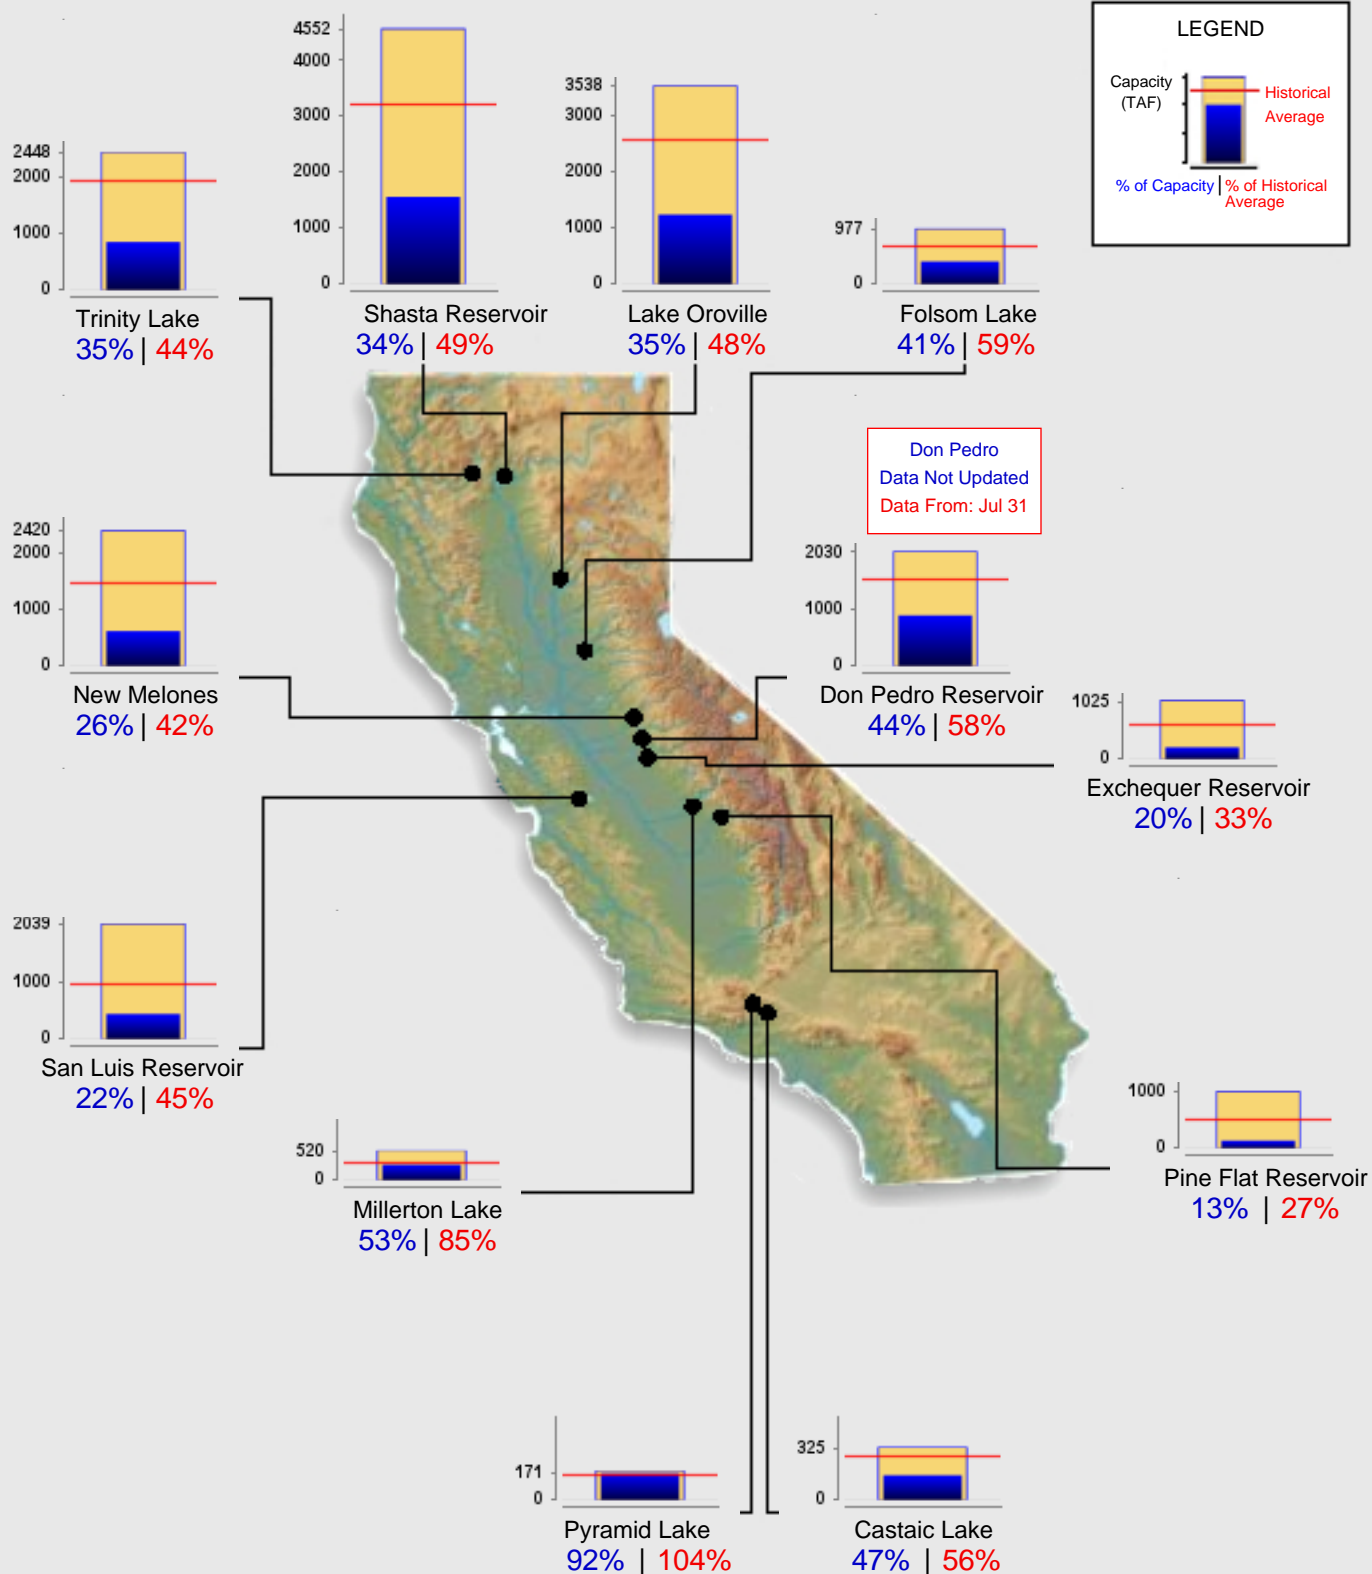 LEGEND
Capacity
(TAF)
Historical
Average
% of Capacity | % of Historical
Average
4552
4000
3000
2000
1000
0
Shasta Reservoir
34% | 49%
3538
3000
2000
1000
0
Lake Oroville
35% | 48%
2448
2000
1000
0
Trinity Lake
35% | 44%
977
0
Folsom Lake
41% | 59%
Don Pedro
Data Not Updated
Data From: Jul 31
2420
2000
1000
0
New Melones
26% | 42%
2030
1000
0
Don Pedro Reservoir
44% | 58%
1025
0
Exchequer Reservoir
20% | 33%
2039
1000
0
San Luis Reservoir
22% | 45%
520
0
Millerton Lake
53% | 85%
1000
0
Pine Flat Reservoir
13% | 27%
171
0
Pyramid Lake
92% | 104%
325
0
Castaic Lake
47% | 56%